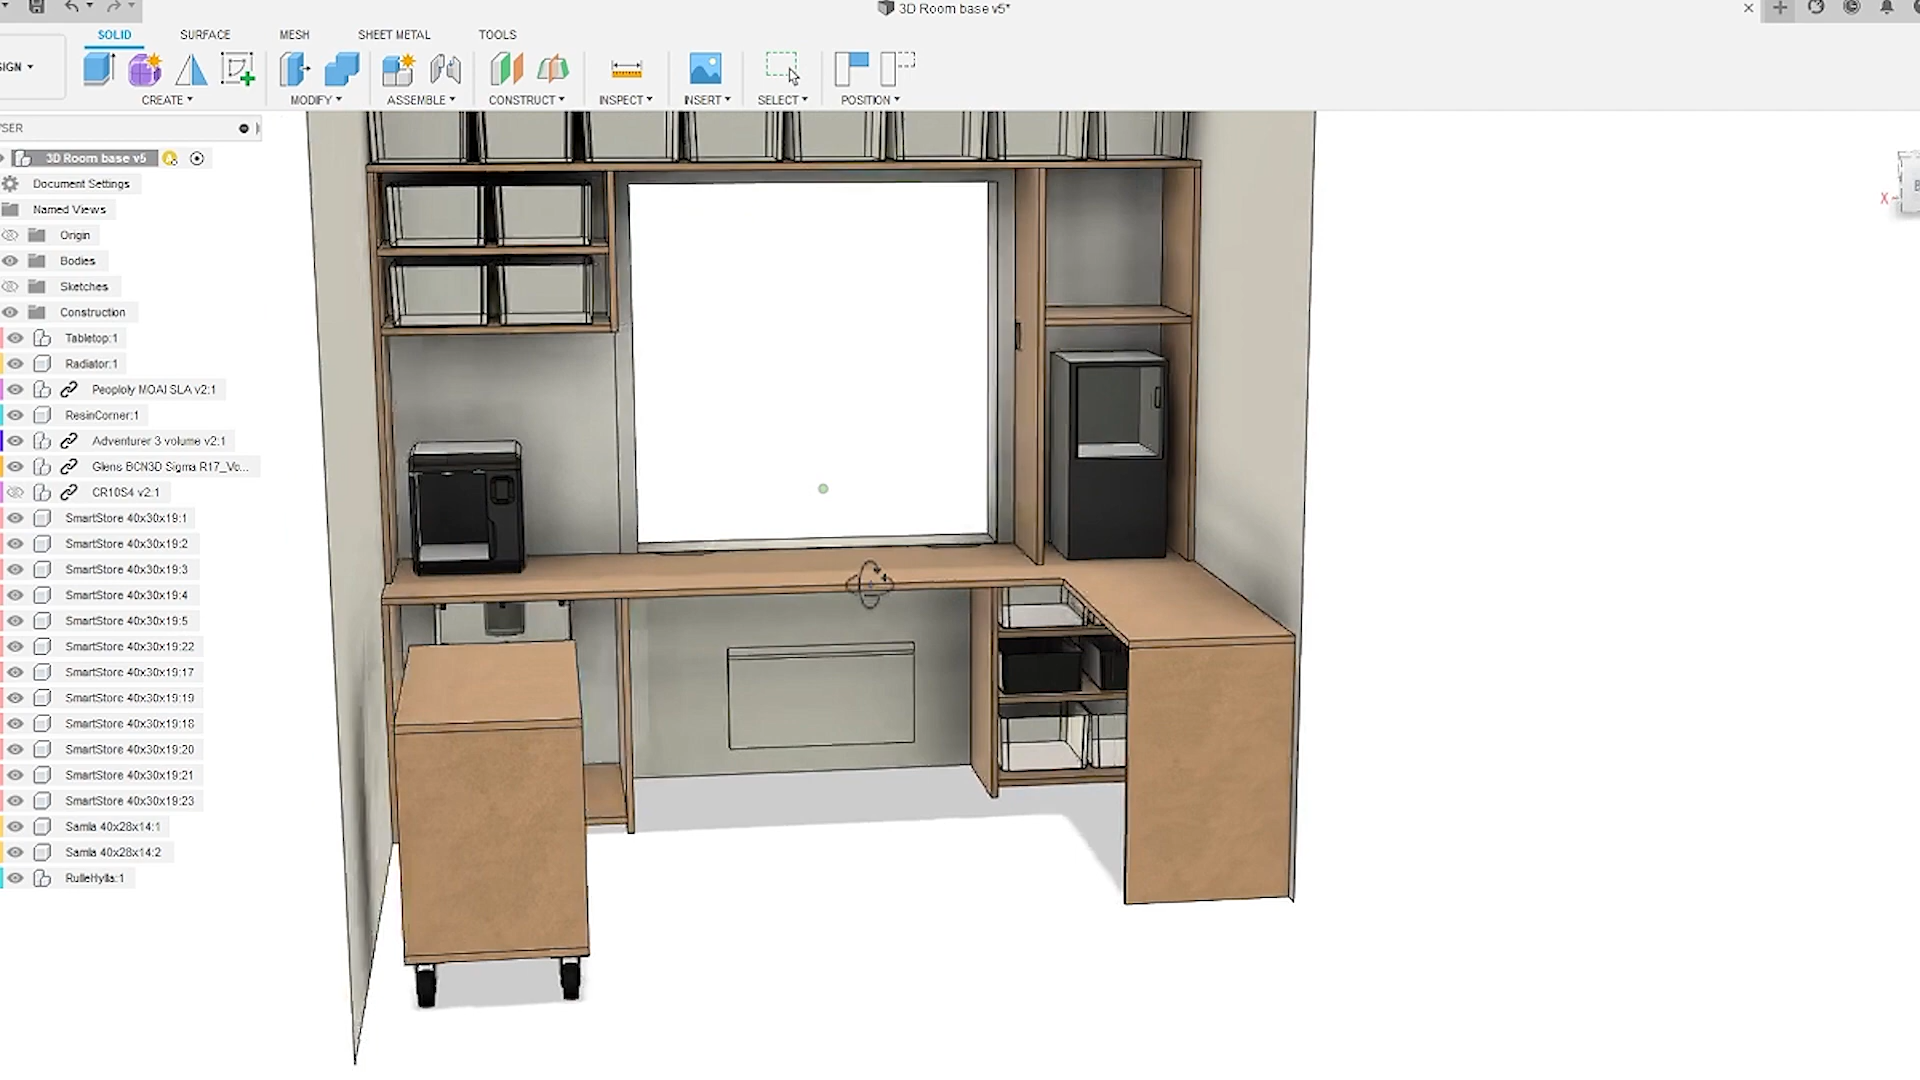 3D Room base v5*
SOLID SURFACE MESH SHEET METAL TOOLS
SIGN
CREATE MODIFY ASSEMBLE CONSTRUCT INSPECT INSERT SELECT POSITION
SER
3D Room base v5
Document Settings
Named Views
Origin
Bodies
Sketches
Construction
Tabletop:1
Radiator:1
Peoploly MOAI SLA v2:1
ResinCorner:1
Adventurer 3 volume v2:1
Glens BCN3D Sigma R17_Vo...
CR10S4 v2:1
SmartStore 40x30x19:1
SmartStore 40x30x19:2
SmartStore 40x30x19:3
SmartStore 40x30x19:4
SmartStore 40x30x19:5
SmartStore 40x30x19:22
SmartStore 40x30x19:17
SmartStore 40x30x19:19
SmartStore 40x30x19:18
SmartStore 40x30x19:20
SmartStore 40x30x19:21
SmartStore 40x30x19:23
Samla 40x28x14:1
Samla 40x28x14:2
RulleHylla:1
X